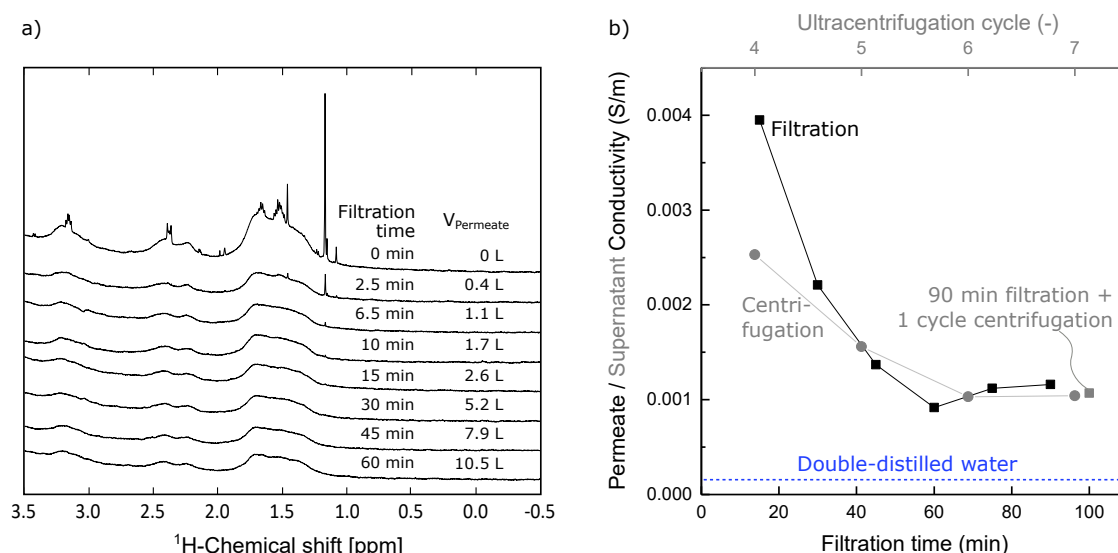 a)
Filtration time
V_Permeate
0 min 0 L
2.5 min 0.4 L
6.5 min 1.1 L
10 min 1.7 L
15 min 2.6 L
30 min 5.2 L
45 min 7.9 L
60 min 10.5 L
3.5 3.0 2.5 2.0 1.5 1.0 0.5 0.0 -0.5
¹H-Chemical shift [ppm]
b)
Ultracentrifugation cycle (-)
4 5 6 7
Permeate / Supernatant Conductivity (S/m)
0.004
0.003
0.002
0.001
0.000
Filtration
Centri-
fugation
90 min filtration +
1 cycle centrifugation
Double-distilled water
0 20 40 60 80 100
Filtration time (min)